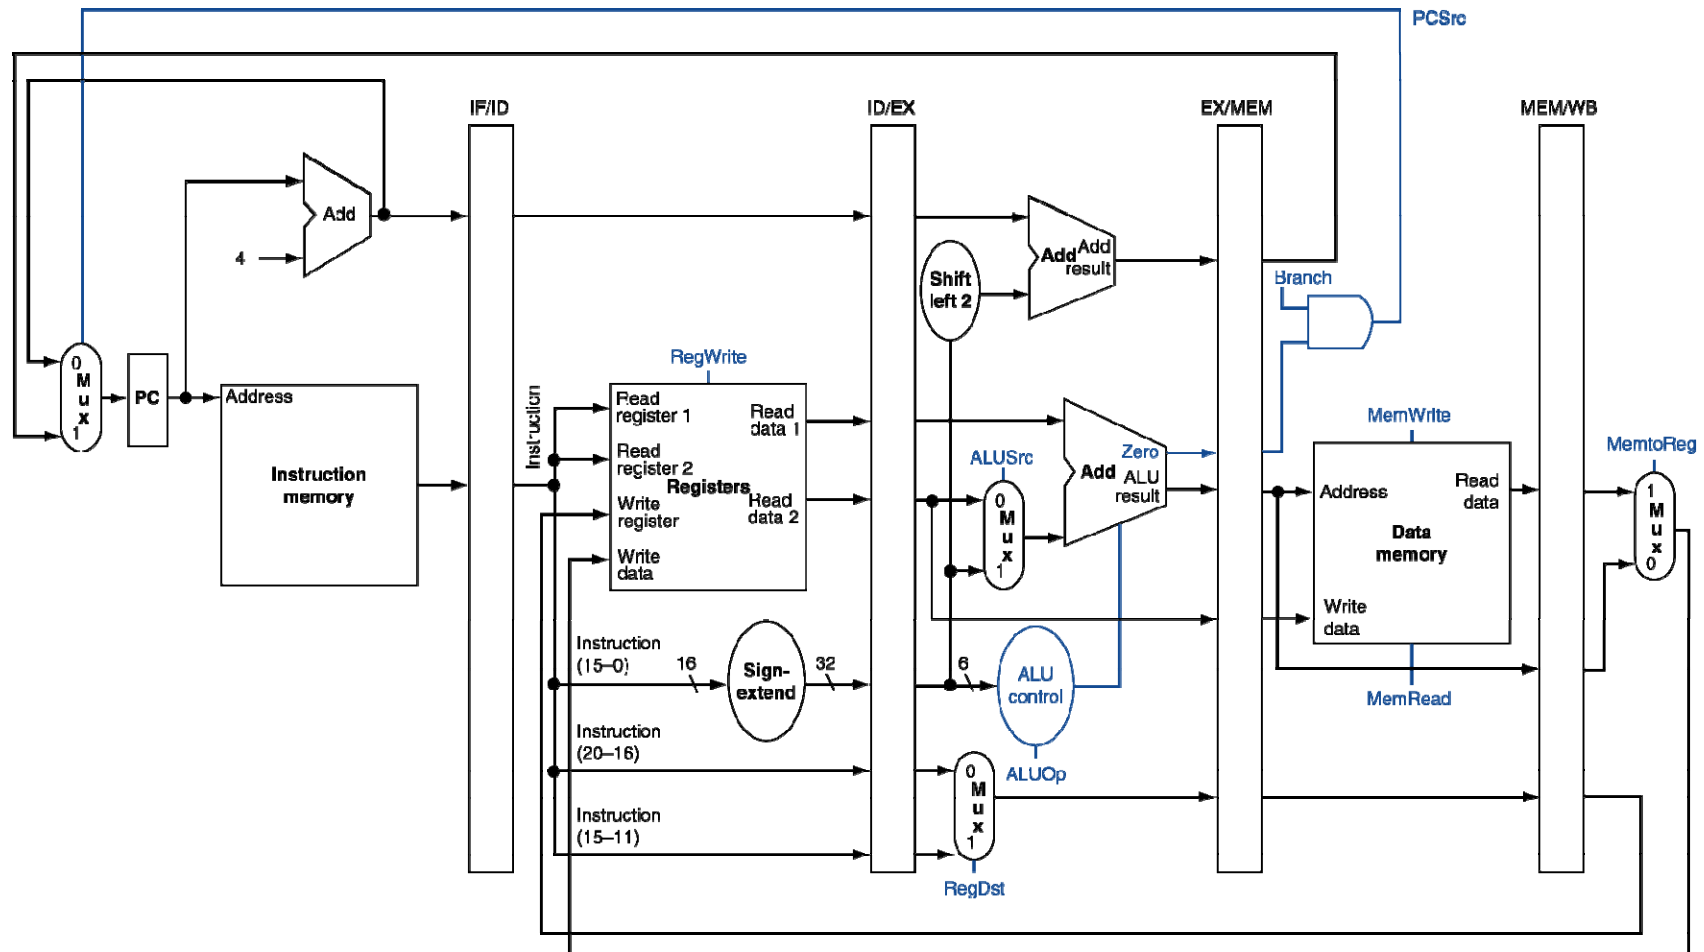 PCSrc
IF/ID
ID/EX
EX/MEM
MEM/WB
Add
4
Add Add
result
Shift
left 2
Branch
0
M
u
x
1
PC
Address
Instruction
memory
Instruction
RegWrite
Read
register 1
Read
register 2
Write
register
Write
data
Registers
Read
data 1
Read
data 2
ALUSrc
0
M
u
x
1
Add
Zero
ALU
result
MemWrite
Address
Read
data
Data
memory
Write
data
MemRead
MemtoReg
1
M
u
x
0
Instruction
(15–0)
16
Sign-
extend
32
6
ALU
control
ALUOp
Instruction
(20–16)
Instruction
(15–11)
0
M
u
x
1
RegDst